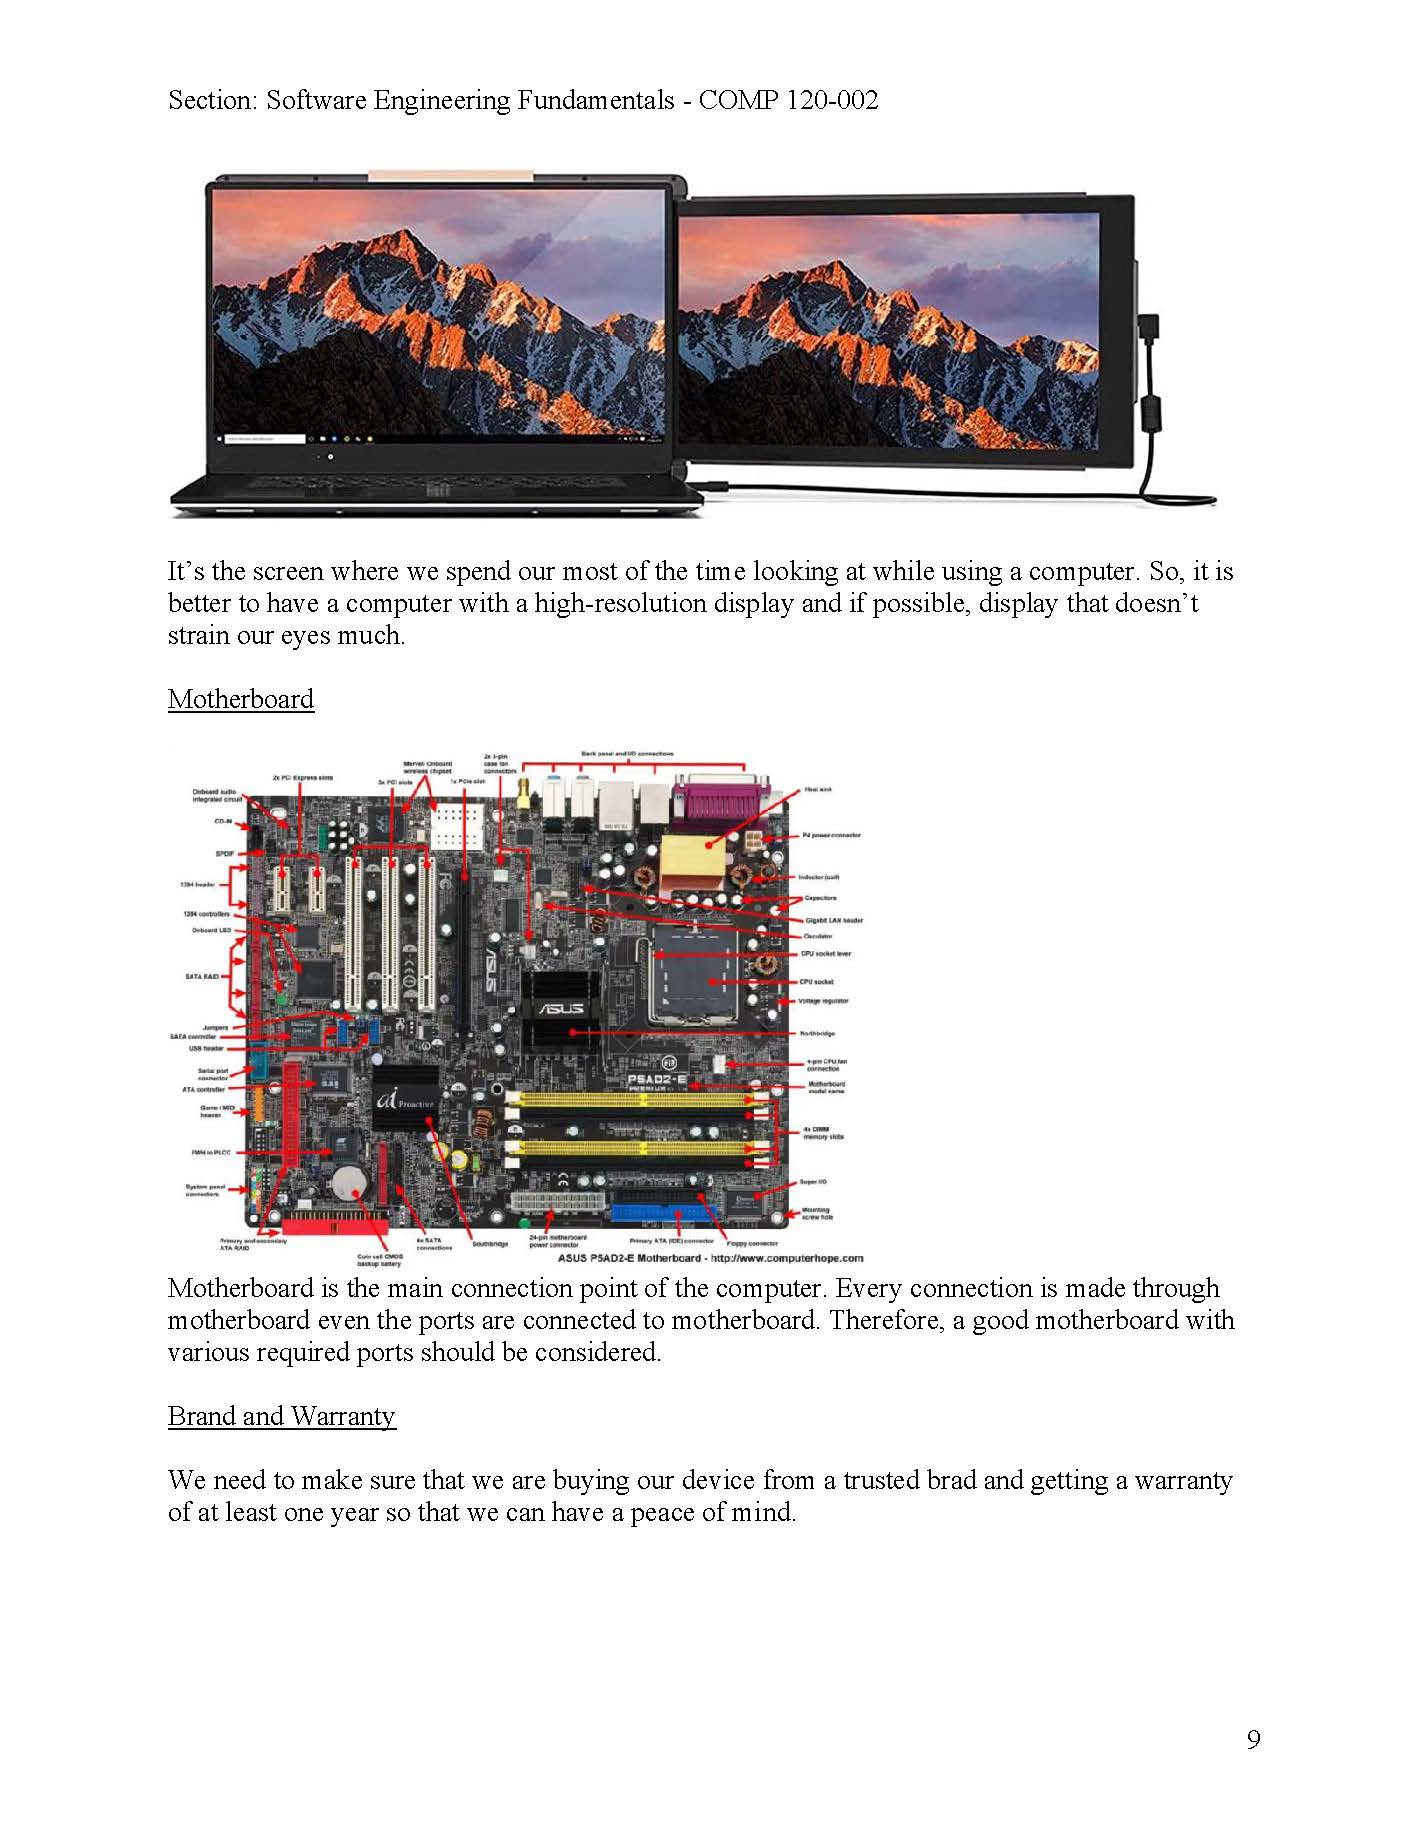 Section: Software Engineering Fundamentals - COMP 120-002
It’s the screen where we spend our most of the time looking at while using a computer. So, it is
better to have a computer with a high-resolution display and if possible, display that doesn’t
strain our eyes much.
Motherboard
Back panel and I/O connections
2x 3-pin
case fan
connectors
Marvell Onboard
wireless chipset
2x PCI Express slots
3x PCI slots
1x PCIe slot
Onboard audio
integrated circuit
Heat sink
CD-IN
P4 power connector
SPDIF
1394 header
Inductor (coil)
Capacitors
1394 controllers
Gigabit LAN header
Onboard LED
CPU socket lever
SATA RAID
CPU socket
ASUS
ASUS
Voltage regulator
Jumpers
SATA controller
Northbridge
USB header
Serial port
connector
4-pin CPU fan
connection
P5AD2-E
PREMIUM
Motherboard
model name
ATA controller
Ai Proactive
Game / MIDI
header
4x DIMM
memory slots
FWH in PLCC
System panel
connectors
Super I/O
Mounting
screw hole
Primary and secondary
ATA RAID
Coin cell CMOS
backup battery
4x SATA
connections
Southbridge
24-pin motherboard
power connector
Primary ATA (IDE) connector
Floppy connector
ASUS P5AD2-E Motherboard - http://www.computerhope.com
Motherboard is the main connection point of the computer. Every connection is made through
motherboard even the ports are connected to motherboard. Therefore, a good motherboard with
various required ports should be considered.
Brand and Warranty
We need to make sure that we are buying our device from a trusted brad and getting a warranty
of at least one year so that we can have a peace of mind.
9